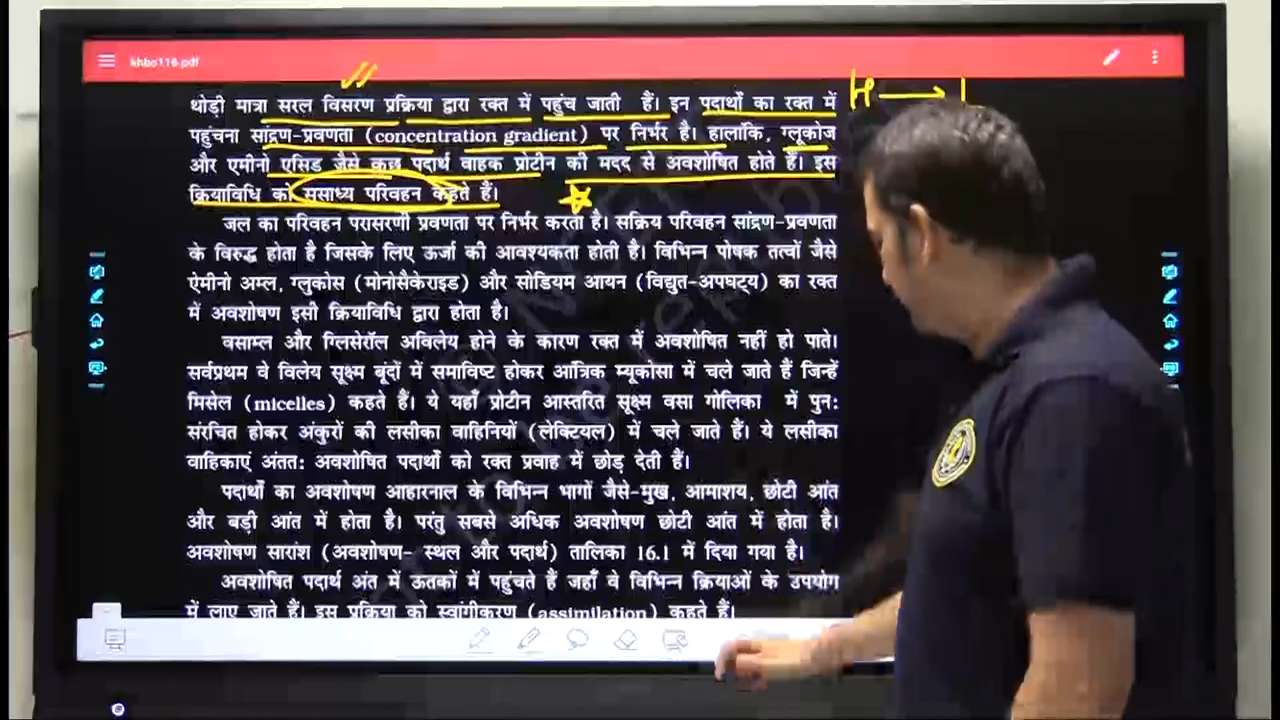 khbo116.pdf
थोड़ी मात्रा सरल विसरण प्रक्रिया द्वारा रक्त में पहुंच जाती हैं। इन पदार्थों का रक्त में
H → L
पहुंचना सांद्रण-प्रवणता (concentration gradient) पर निर्भर है। हालांकि, ग्लूकोज
और एमीनो एसिड जैसे कुछ पदार्थ वाहक प्रोटीन की मदद से अवशोषित होते हैं। इस
क्रियाविधि को सुसाध्य परिवहन कहते हैं।
जल का परिवहन परासरणी प्रवणता पर निर्भर करता है। सक्रिय परिवहन सांद्रण-प्रवणता
के विरुद्ध होता है जिसके लिए ऊर्जा की आवश्यकता होती है। विभिन्न पोषक तत्वों जैसे
ऐमीनो अम्ल, ग्लुकोस (मोनोसैकेराइड) और सोडियम आयन (विद्युत-अपघट्य) का रक्त
में अवशोषण इसी क्रियाविधि द्वारा होता है।
वसाम्ल और ग्लिसेरॉल अविलेय होने के कारण रक्त में अवशोषित नहीं हो पाते।
सर्वप्रथम वे विलेय सूक्ष्म बूंदों में समाविष्ट होकर आंत्रिक म्यूकोसा में चले जाते हैं जिन्हें
मिसेल (micelles) कहते हैं। ये यहाँ प्रोटीन आस्तरित सूक्ष्म वसा गोलिका में पुन:
संरचित होकर अंकुरों की लसीका वाहिनियों (लेक्टियल) में चले जाते हैं। ये लसीका
वाहिकाएं अंतत: अवशोषित पदार्थों को रक्त प्रवाह में छोड़ देती हैं।
पदार्थों का अवशोषण आहारनाल के विभिन्न भागों जैसे-मुख, आमाशय, छोटी आंत
और बड़ी आंत में होता है। परंतु सबसे अधिक अवशोषण छोटी आंत में होता है।
अवशोषण सारांश (अवशोषण- स्थल और पदार्थ) तालिका 16.1 में दिया गया है।
अवशोषित पदार्थ अंत में ऊतकों में पहुंचते हैं जहाँ वे विभिन्न क्रियाओं के उपयोग
में लाए जाते हैं। इस प्रक्रिया को स्वांगीकरण (assimilation) कहते हैं।